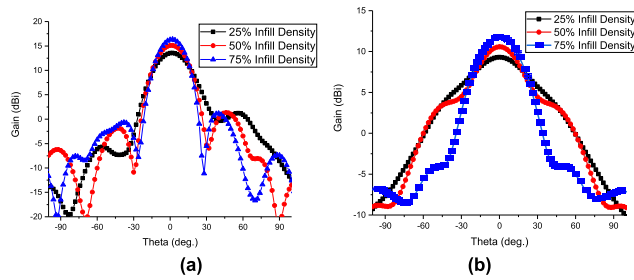 (a)
25% Infill Density
50% Infill Density
75% Infill Density
Gain (dBi)
20
15
10
5
0
-5
-10
-15
-20
-90
-60
-30
0
30
60
90
Theta (deg.)
(a)
(b)
25% Infill Density
50% Infill Density
75% Infill Density
Gain (dBi)
15
10
5
0
-5
-10
-90
-60
-30
0
30
60
90
Theta (deg.)
(b)